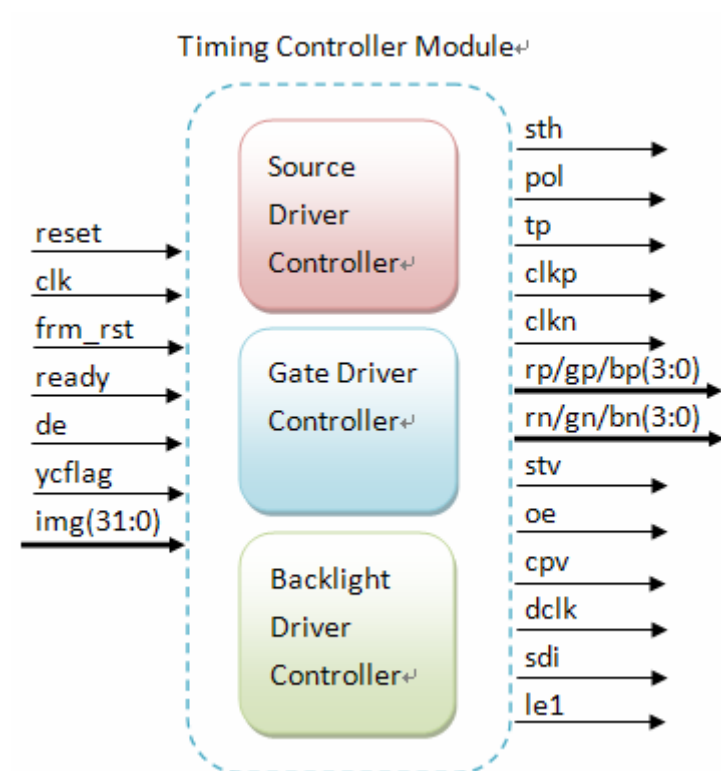 Timing Controller Module↵
reset
clk
frm_rst
ready
de
ycflag
img(31:0)
Source
Driver
Controller↵
Gate Driver
Controller↵
Backlight
Driver
Controller↵
sth
pol
tp
clkp
clkn
rp/gp/bp(3:0)
rn/gn/bn(3:0)
stv
oe
cpv
dclk
sdi
le1